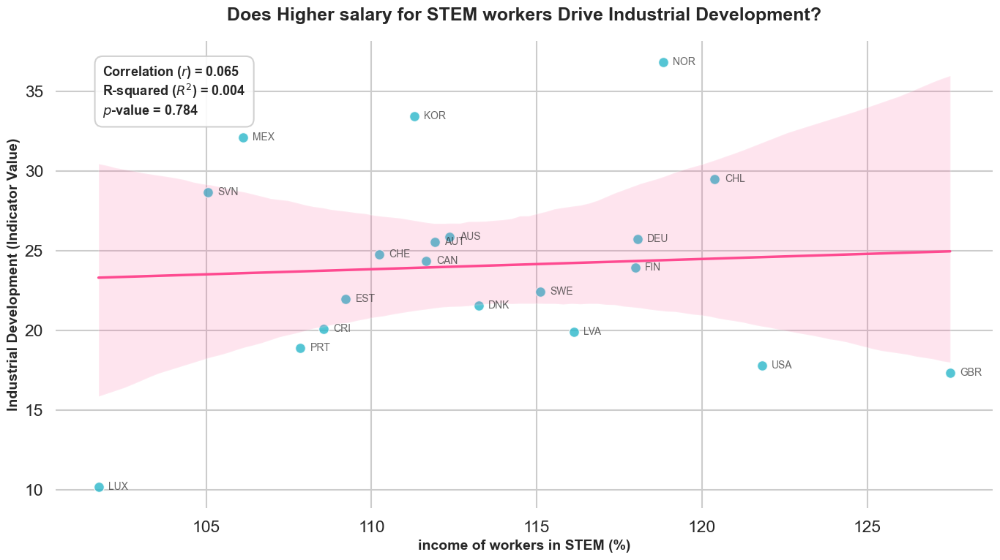 Does Higher salary for STEM workers Drive Industrial Development?
Correlation (r) = 0.065
R-squared (R²) = 0.004
p-value = 0.784
Industrial Development (Indicator Value)
35
30
25
20
15
10
NOR
KOR
MEX
CHL
SVN
AUS
DEU
AUT
CHE
CAN
FIN
SWE
EST
DNK
CRI
LVA
PRT
USA
GBR
LUX
105
110
115
120
125
income of workers in STEM (%)